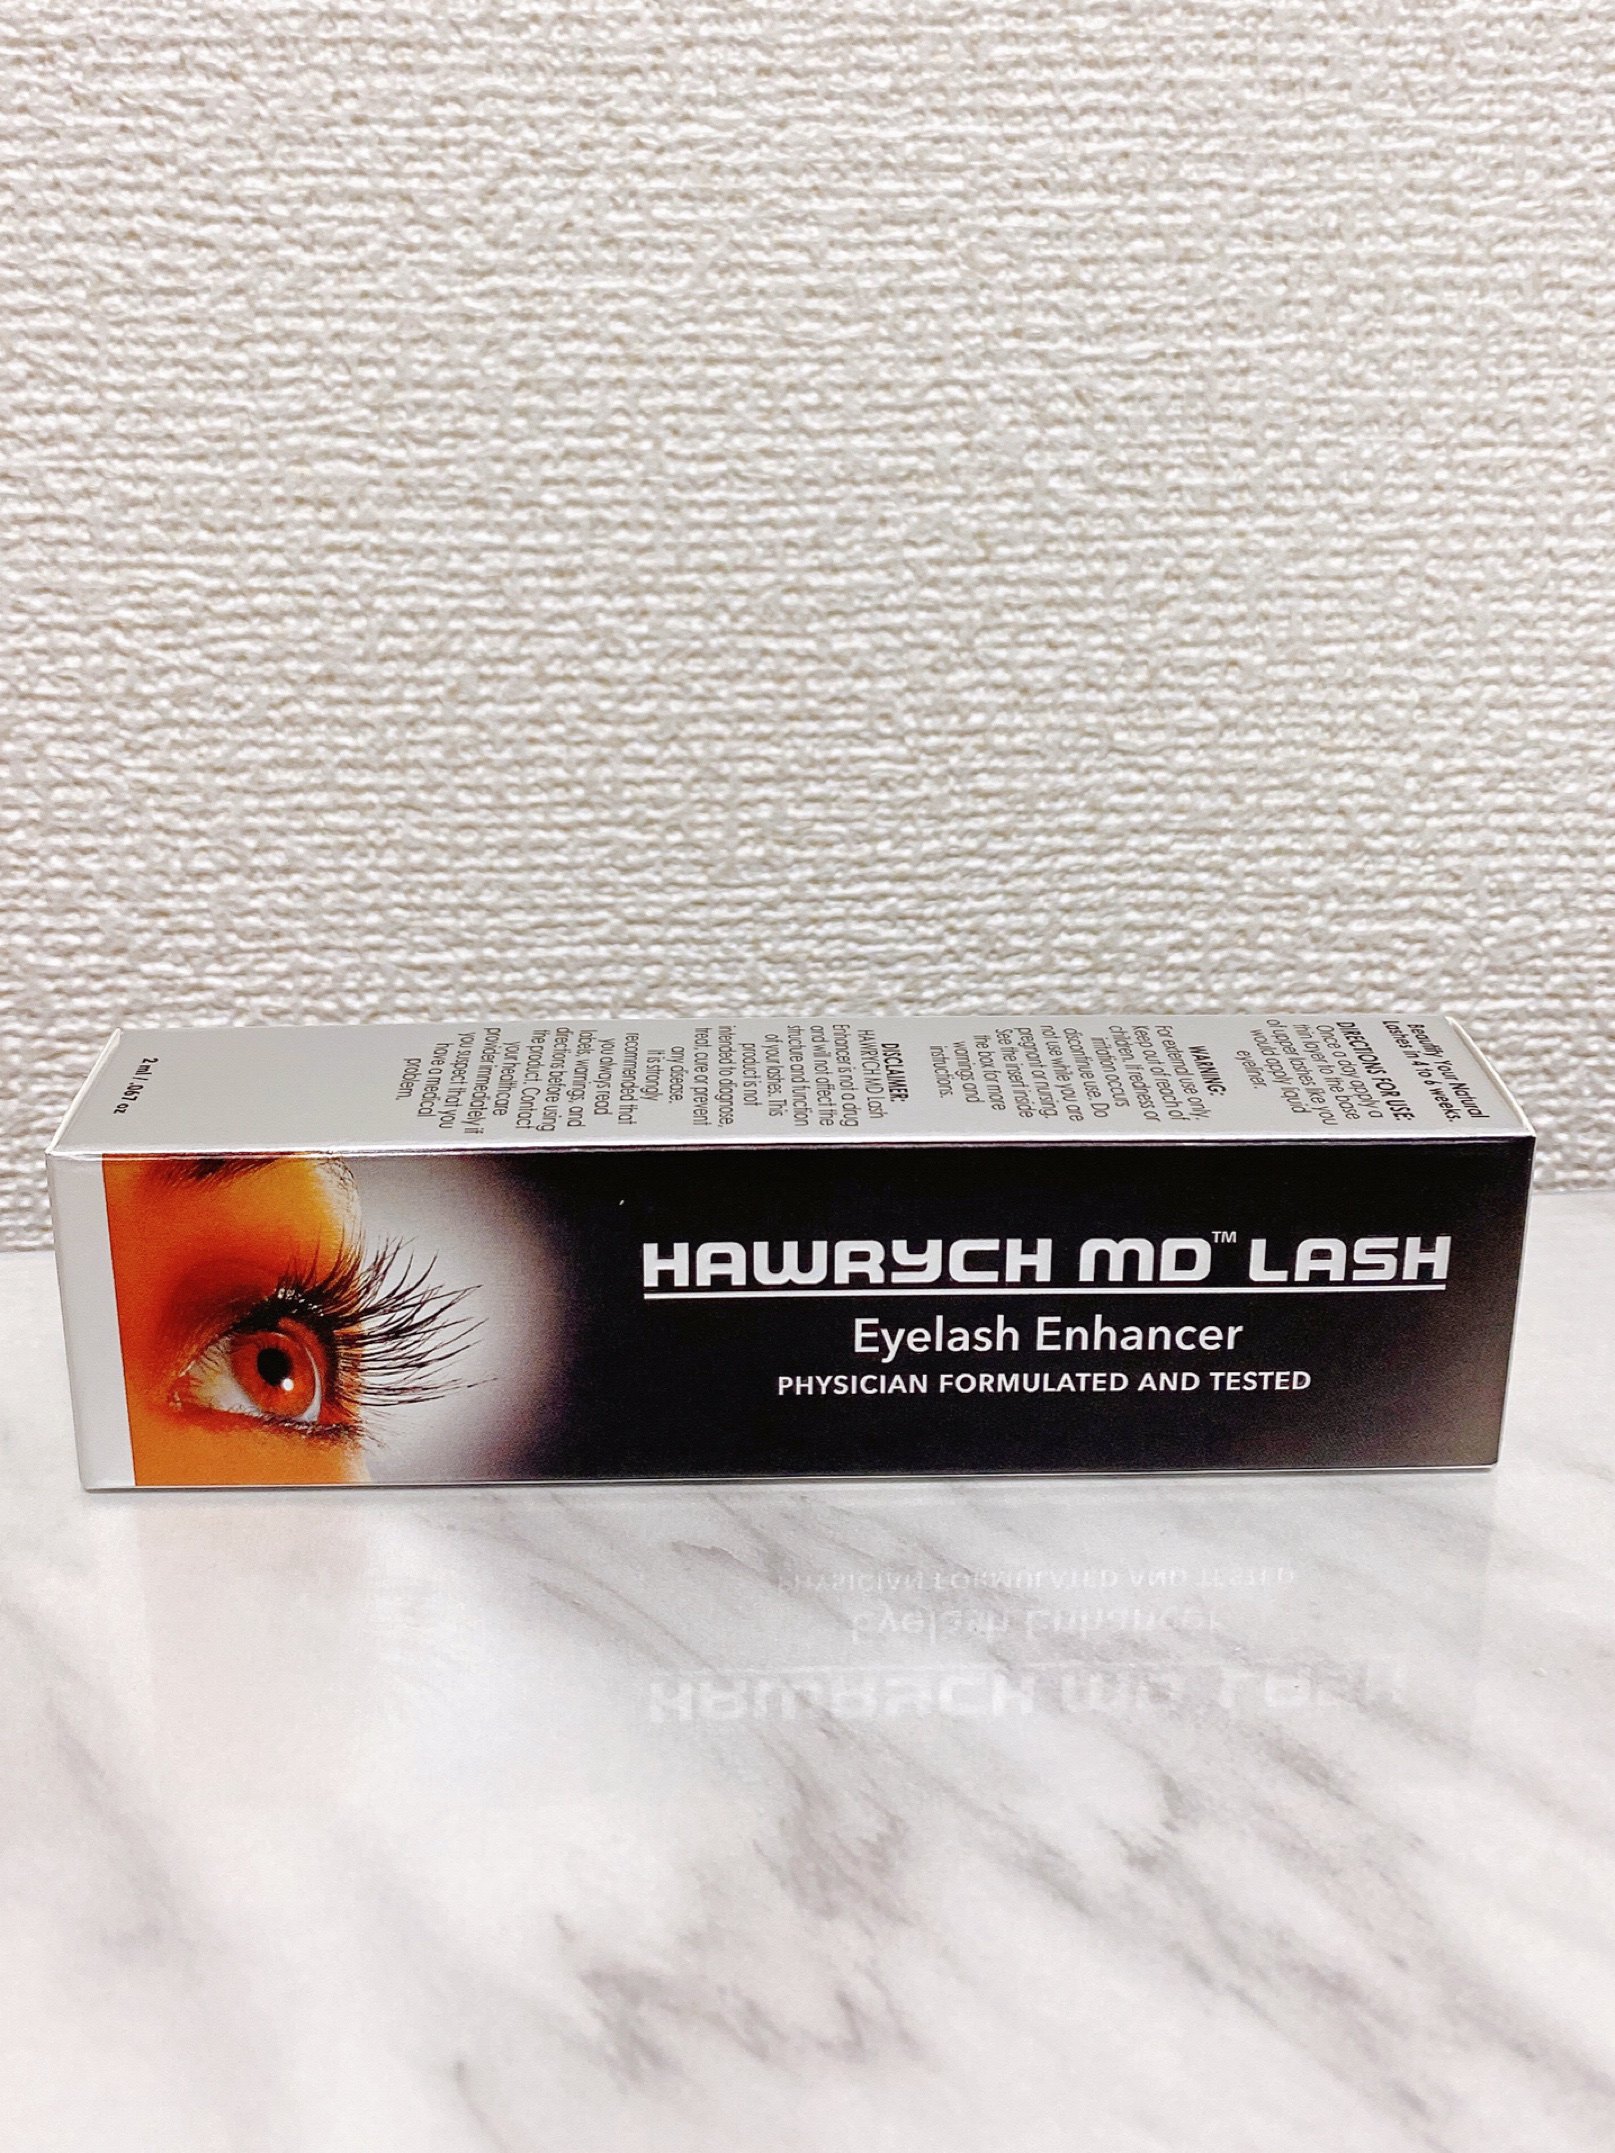 HAWRYCH MD™ LASH
Eyelash Enhancer
PHYSICIAN FORMULATED AND TESTED
Beautify Your Natural
Lashes in 4 to 6 weeks.
DIRECTIONS FOR USE:
Once a day apply a
thin layer to the base
of upper lashes like you
would apply liquid
eyeliner.
WARNING:
For extend use only.
Keep out of reach of
children. If redness or
irritation occurs
discontinue use. Do
not use while you are
pregnant or nursing.
See the insert inside
the box for more
warnings and
instructions.
DISCLAIMER:
HAWRYCH MD Lash
Enhancer is not a drug
and will not affect the
structure and function
of your lashes. This
product is not
intended to diagnose,
treat, cure or prevent
any disease.
It is strongly
recommended that
you always read
labels, warnings, and
directions before using
the product. Contact
your healthcare
provider immediately if
you suspect that you
have a medical
problem.
2 ml / .067 oz